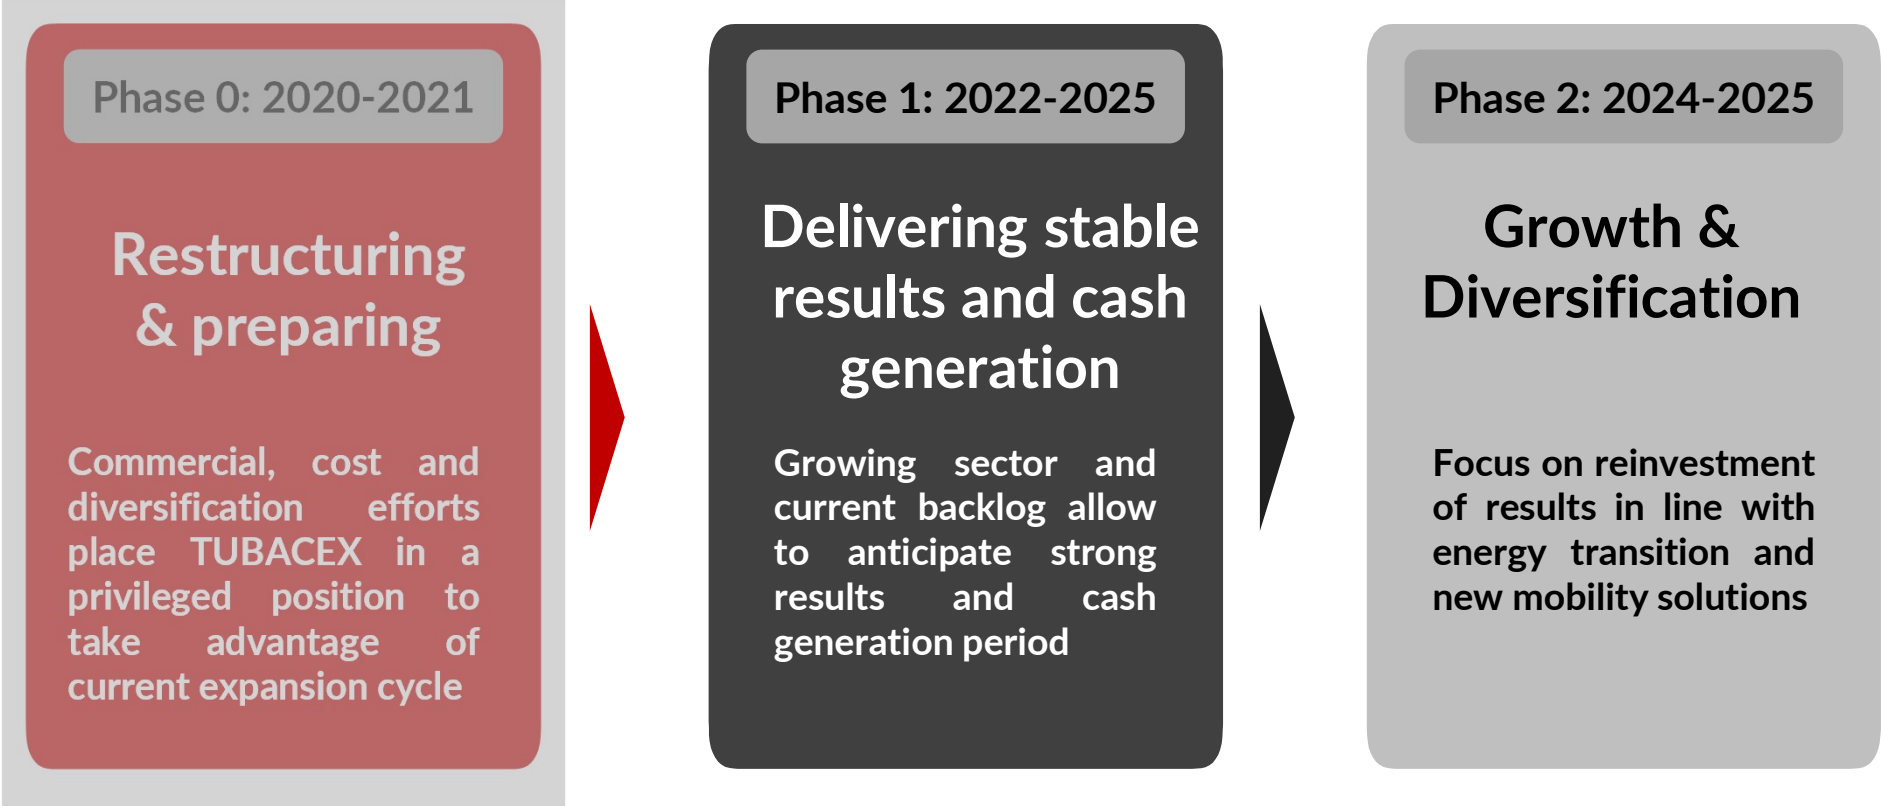 Phase 0: 2020-2021
Restructuring
& preparing
Commercial, cost and
diversification efforts
place TUBACEX in a
privileged position to
take advantage of
current expansion cycle
Phase 1: 2022-2025
Delivering stable
results and cash
generation
Growing sector and
current backlog allow
to anticipate strong
results and cash
generation period
Phase 2: 2024-2025
Growth &
Diversification
Focus on reinvestment
of results in line with
energy transition and
new mobility solutions